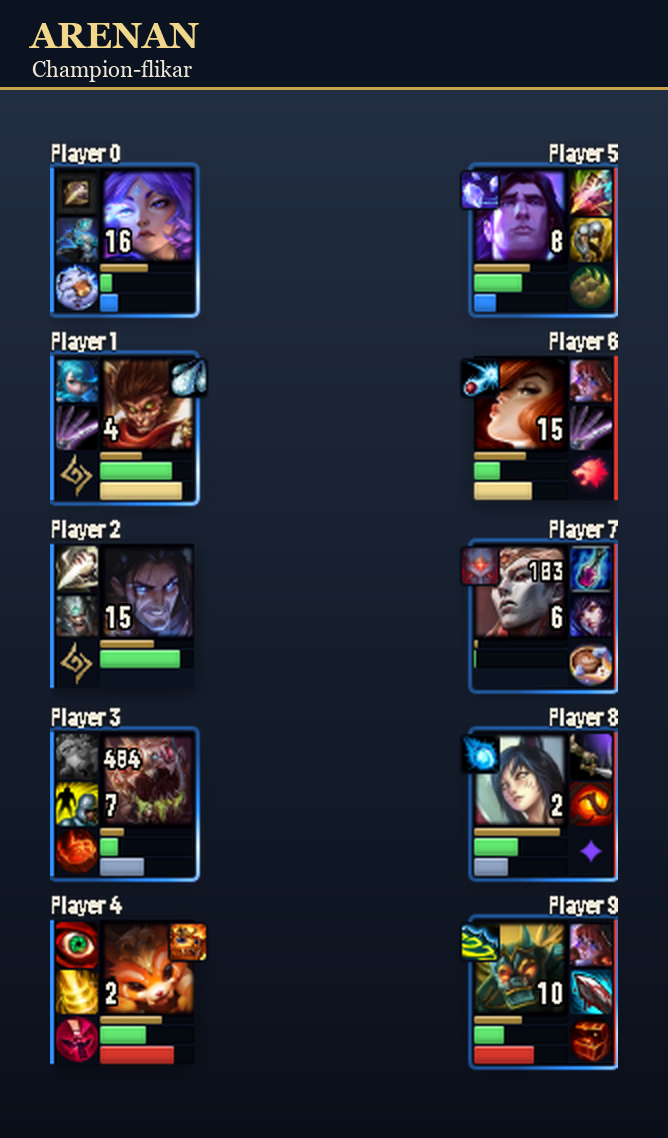 ARENAN
Champion-flikar
Player 0
16
Player 5
8
Player 1
4
Player 6
15
Player 2
15
Player 7
183
6
Player 3
484
7
Player 8
2
Player 4
2
Player 9
10